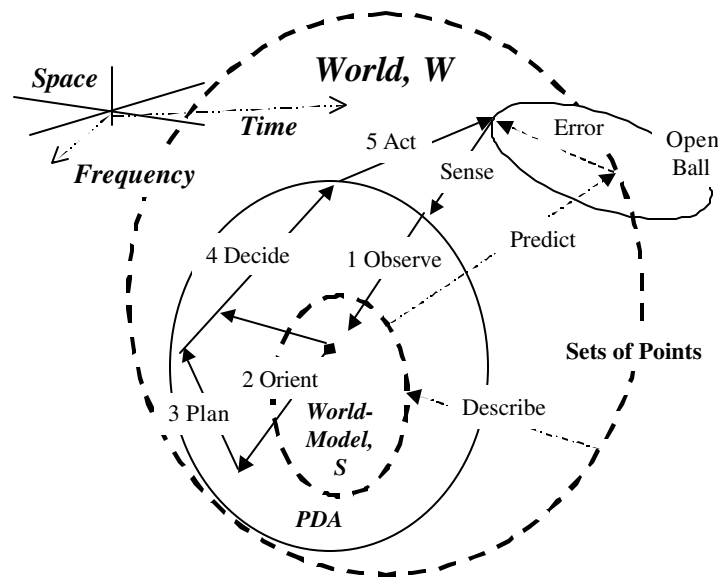 World, W
Space
Time
Frequency
5 Act
Error
Open
Ball
Sense
4 Decide
1 Observe
Predict
Sets of Points
2 Orient
3 Plan
World-
Model,
S
Describe
PDA